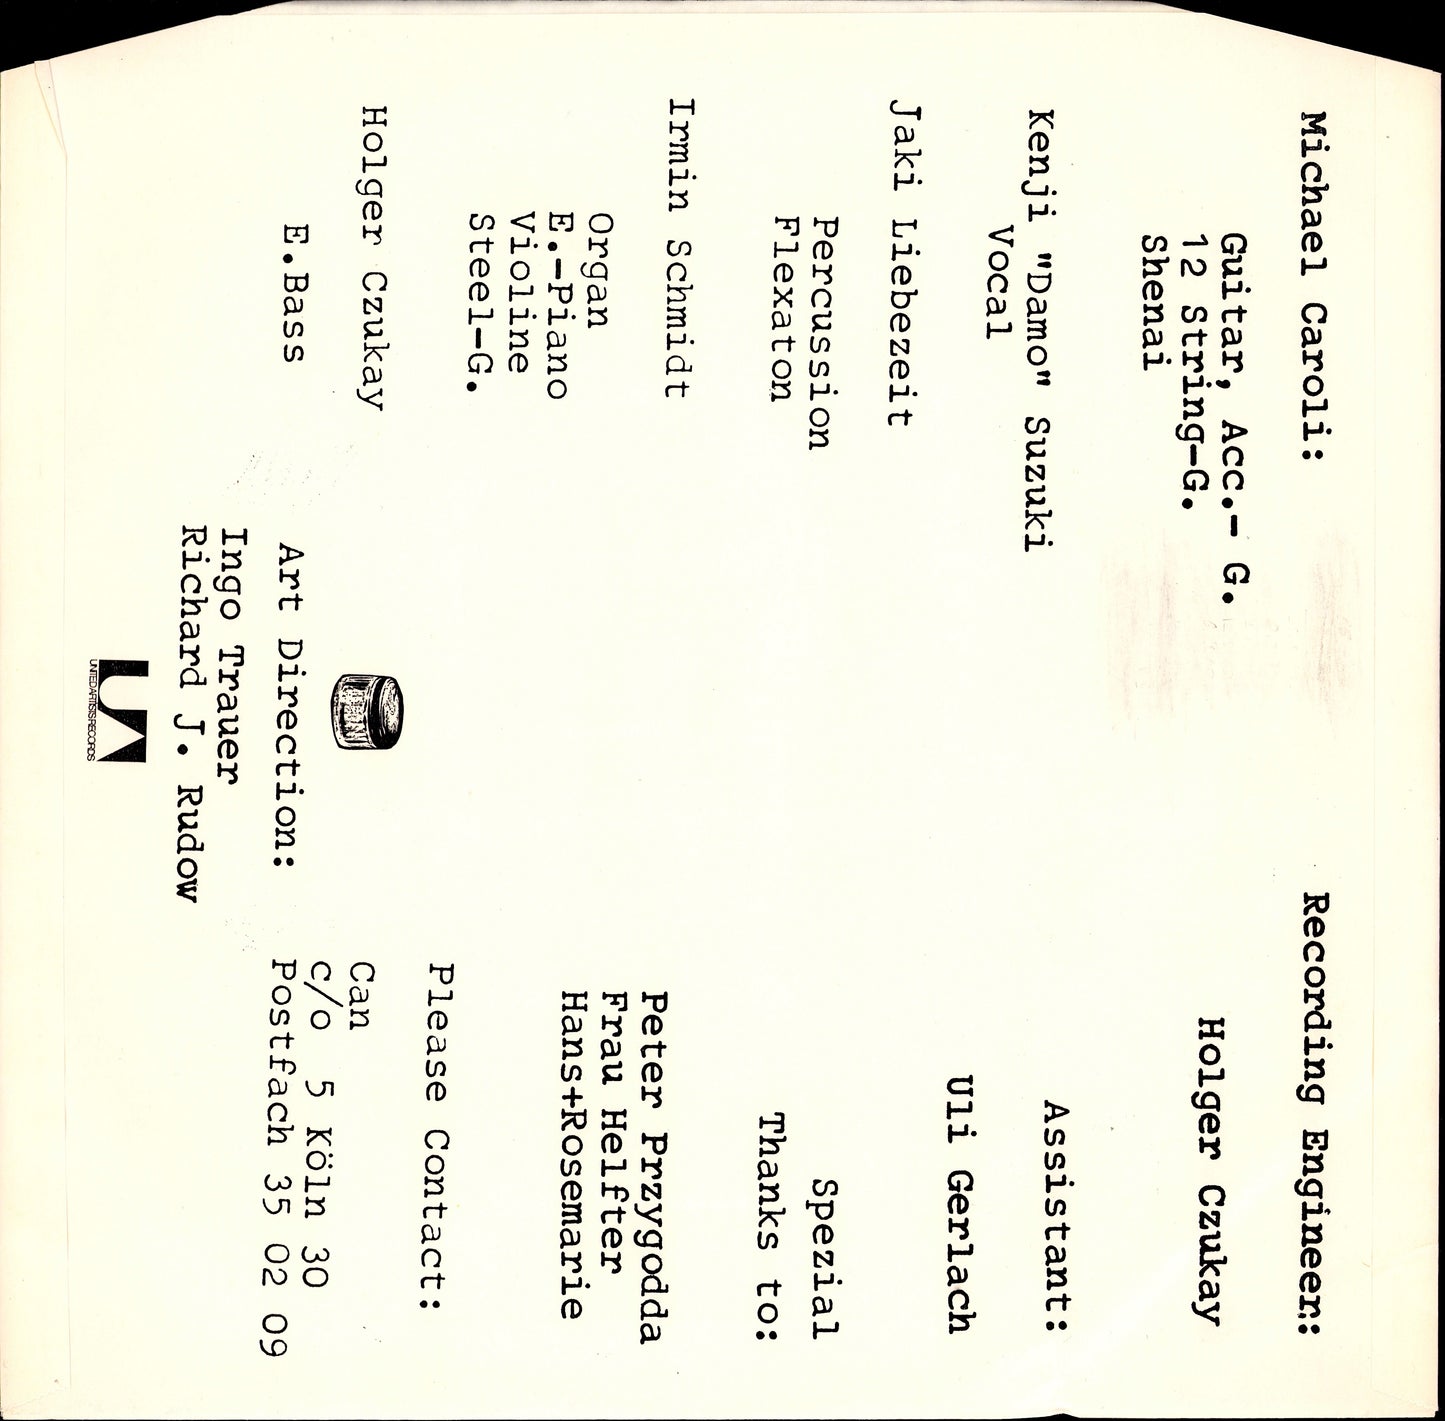 Michael Caroli:
Guitar, Acc.- G.
12 String-G.
Shenai
Kenji "Damo" Suzuki
Vocal
Jaki Liebezeit
Percussion
Flexaton
Irmin Schmidt
Organ
E.-Piano
Violine
Steel-G.
Holger Czukay
E.Bass
Recording Engineer:
Holger Czukay
Assistant:
Uli Gerlach
Spezial
Thanks to:
Peter Przygodda
Frau Helfter
Hans+Rosemarie
Please Contact:
Can
c/o 5 Köln 30
Postfach 35 02 09
Art Direction:
Ingo Trauer
Richard J. Rudow
UA
UNITED ARTISTS RECORDS